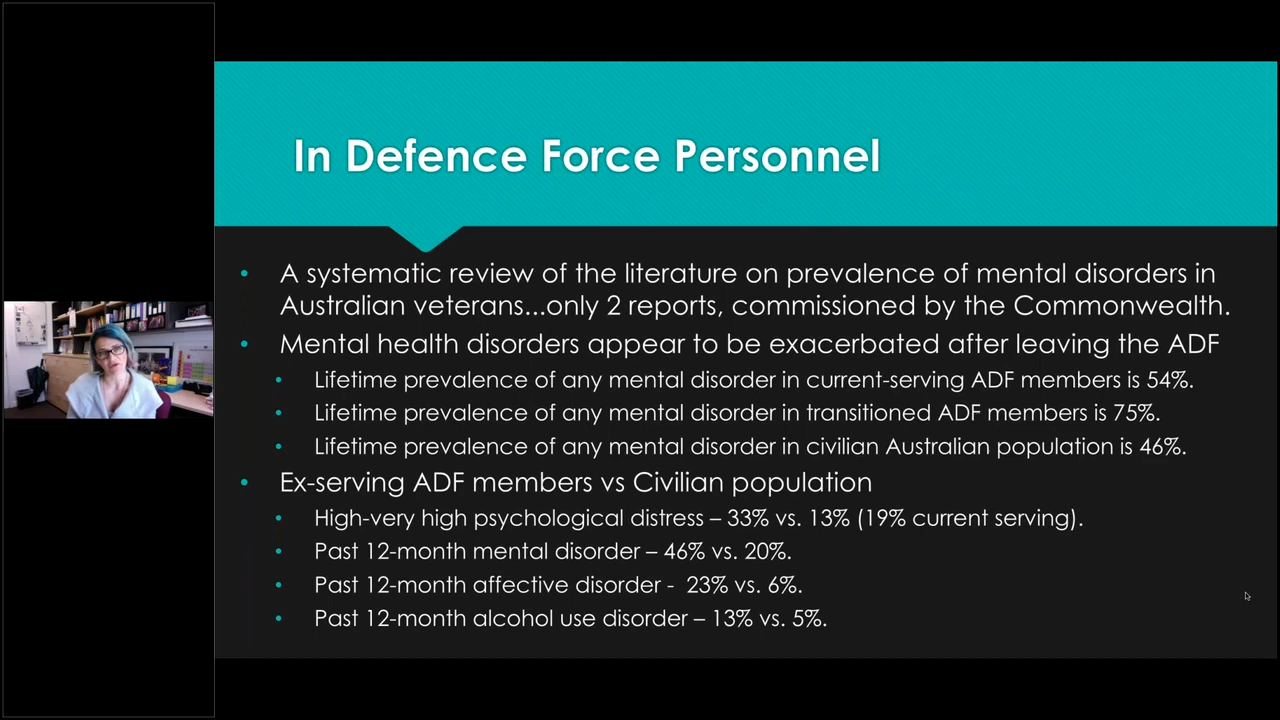 In Defence Force Personnel
• A systematic review of the literature on prevalence of mental disorders in
Australian veterans...only 2 reports, commissioned by the Commonwealth.
• Mental health disorders appear to be exacerbated after leaving the ADF
• Lifetime prevalence of any mental disorder in current-serving ADF members is 54%.
• Lifetime prevalence of any mental disorder in transitioned ADF members is 75%.
• Lifetime prevalence of any mental disorder in civilian Australian population is 46%.
• Ex-serving ADF members vs Civilian population
• High-very high psychological distress – 33% vs. 13% (19% current serving).
• Past 12-month mental disorder – 46% vs. 20%.
• Past 12-month affective disorder - 23% vs. 6%.
• Past 12-month alcohol use disorder – 13% vs. 5%.